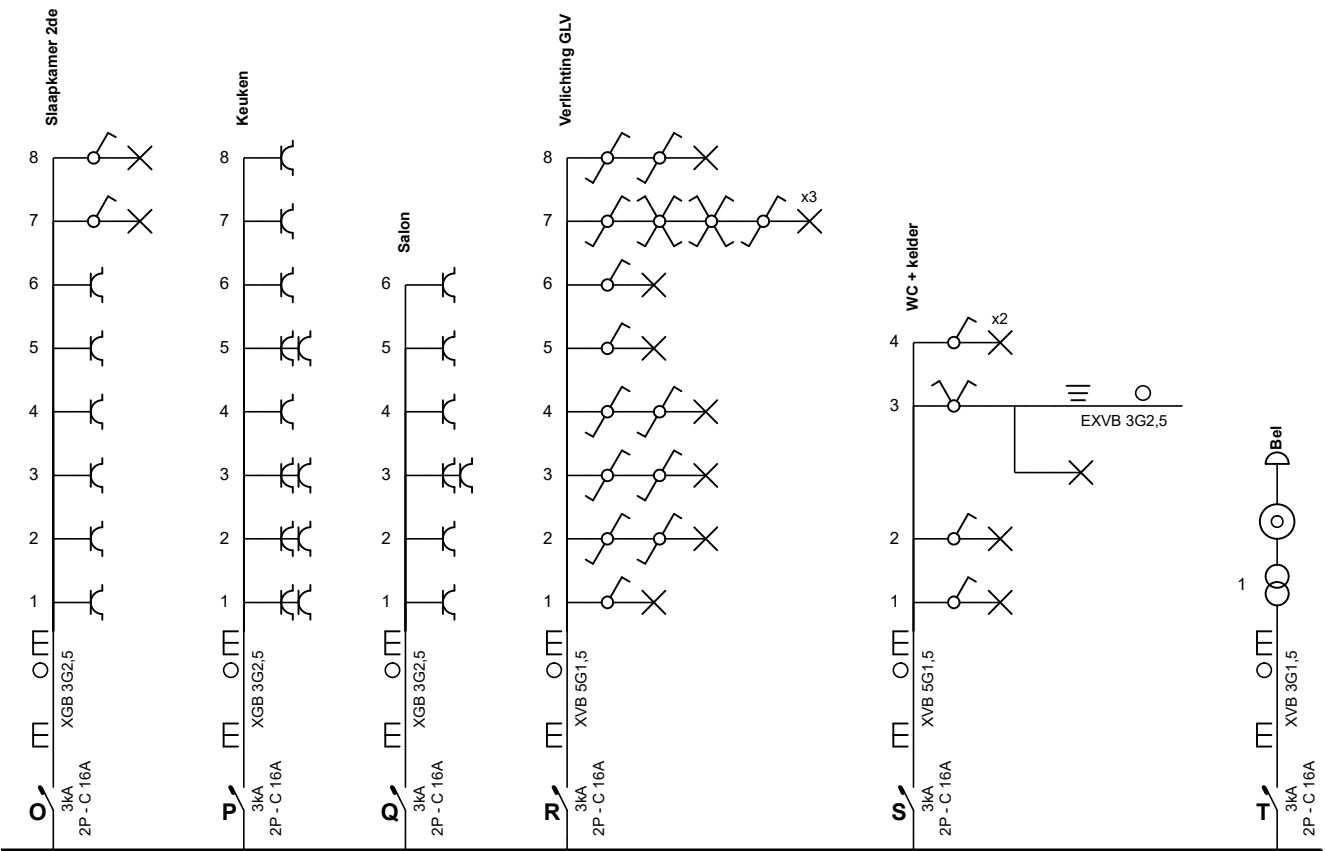 Slaapkamer 2de
8
7
6
5
4
3
2
1
XGB 3G2,5
O
3kA
2P - C 16A
Keuken
8
7
6
5
4
3
2
1
XGB 3G2,5
P
3kA
2P - C 16A
Salon
6
5
4
3
2
1
XGB 3G2,5
Q
3kA
2P - C 16A
Verlichting GLV
8
7
x3
6
5
4
3
2
1
XVB 5G1,5
R
3kA
2P - C 16A
WC + kelder
4
x2
3
EXVB 3G2,5
2
1
XVB 5G1,5
S
3kA
2P - C 16A
Bel
1
XVB 3G1,5
T
3kA
2P - C 16A